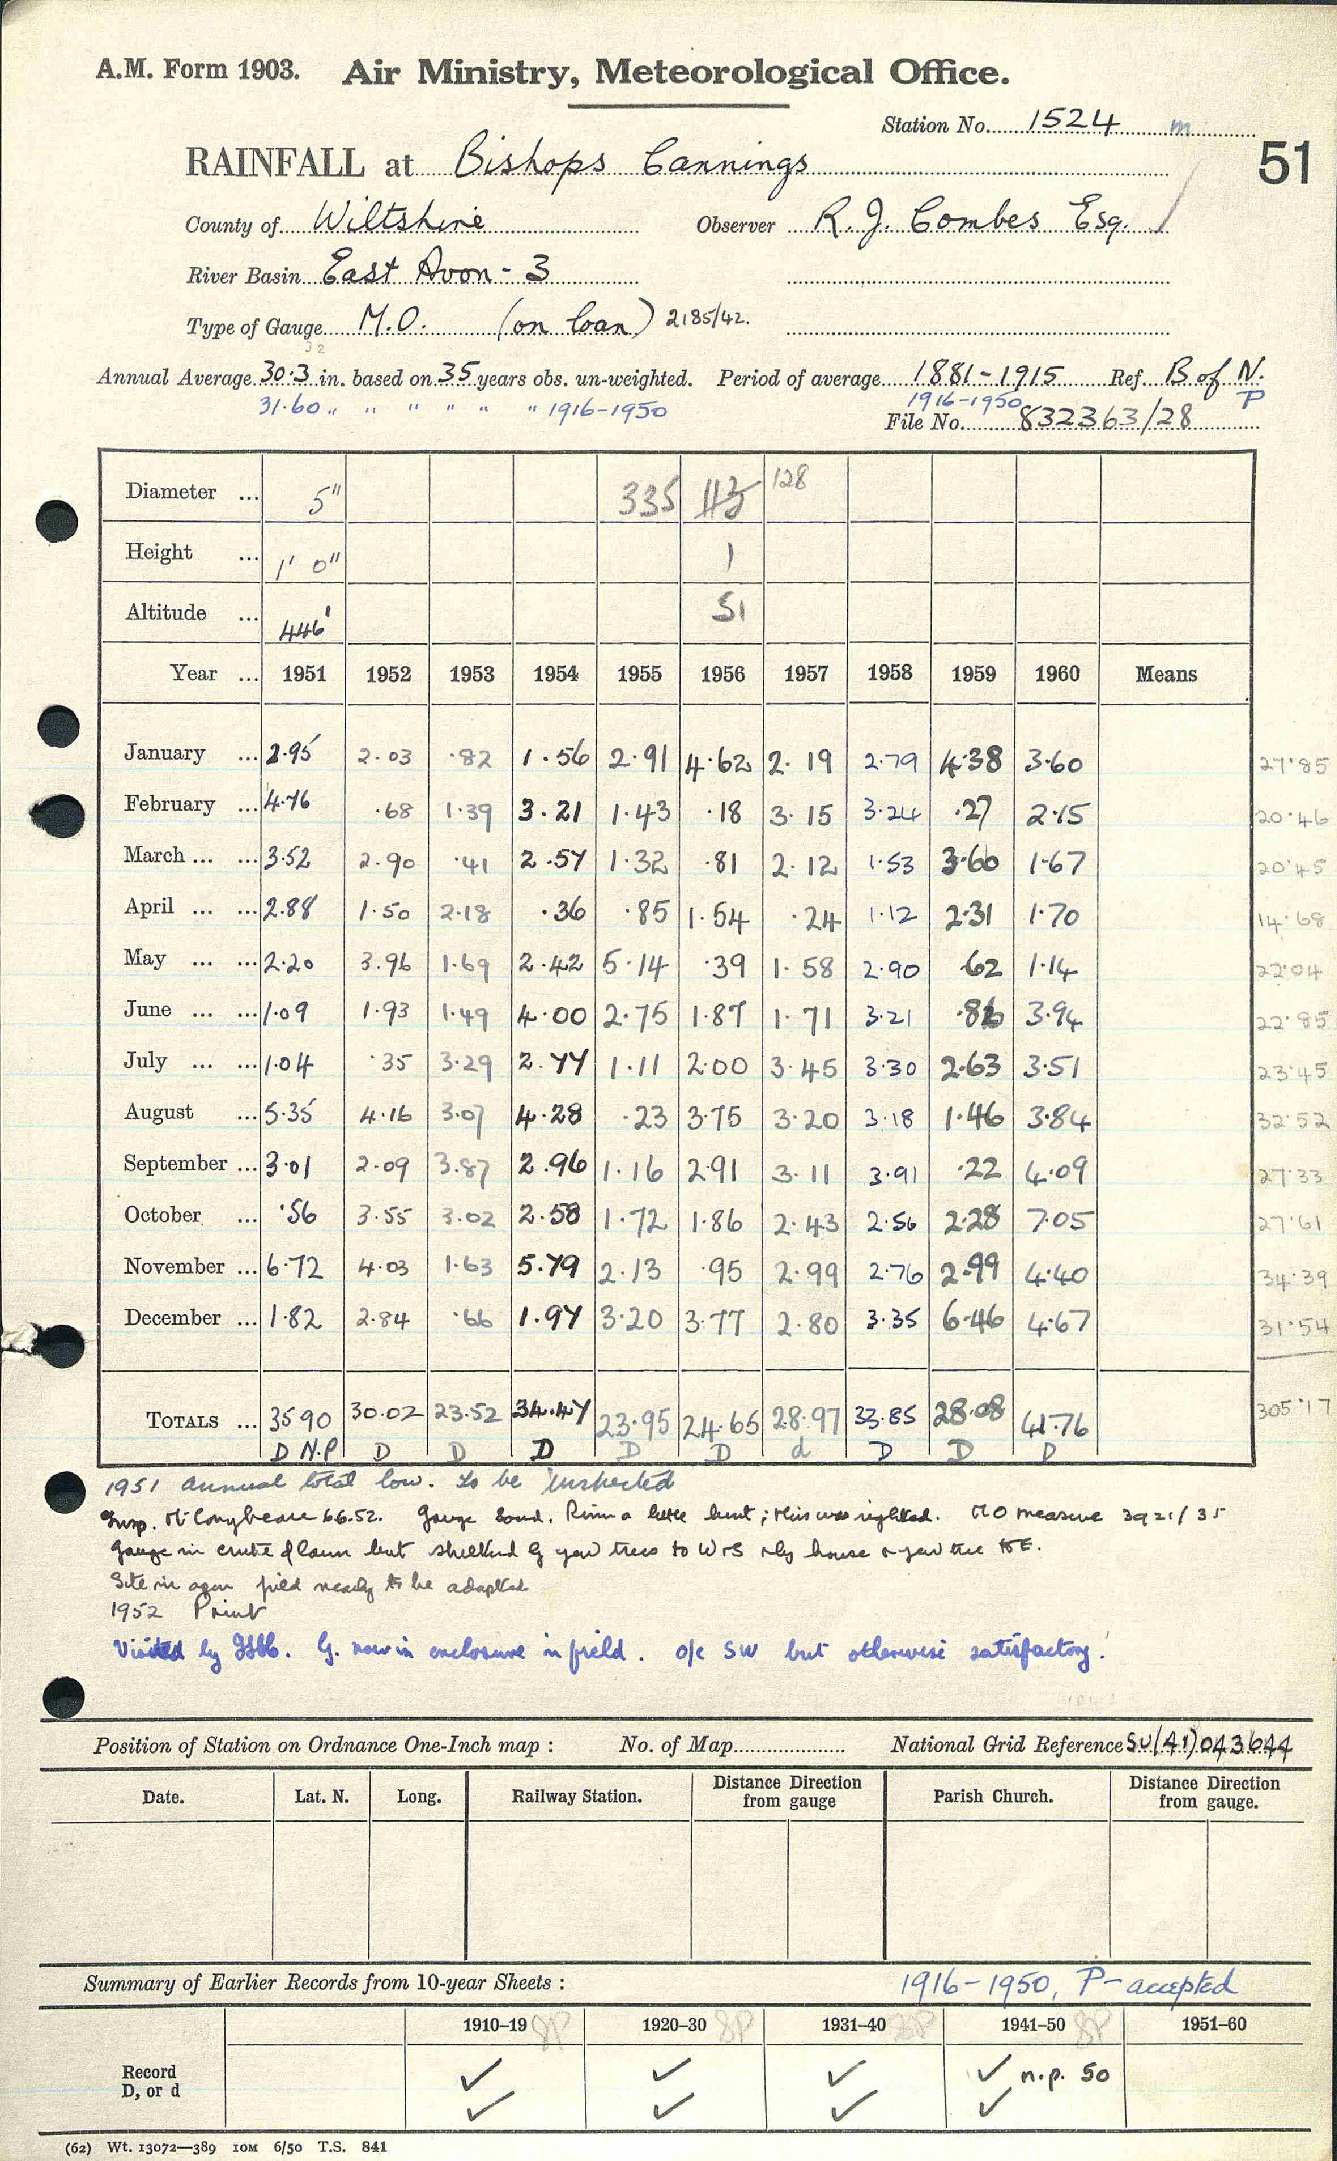 A.M. Form 1903. Air Ministry, Meteorological Office.
Station No. 1524 m
51
RAINFALL at Bishops Cannings
County of Wiltshire Observer R. J. Combes Esq.
River Basin East Avon - 3
Type of Gauge M.O. (on loan) 2185/42.
32
Annual Average 30.3 in. based on 35 years obs. un-weighted. Period of average 1881-1915 Ref. B of N.
31.60 " " " " " " 1916-1950 1916-1950 P
File No. 832363/28
Diameter ... 5" 335 113 128
Height ... 1' 0" 1
Altitude ... 446' 51
Year ... 1951 1952 1953 1954 1955 1956 1957 1958 1959 1960 Means
January ... 2.95 2.03 .82 1.56 2.91 4.62 2.19 2.79 4.38 3.60 27.85
February ... 4.76 .68 1.39 3.21 1.43 .18 3.15 3.24 .27 2.15 20.46
March ... ... 3.52 2.90 .41 2.57 1.32 .81 2.12 1.53 3.60 1.67 20.45
April ... ... 2.88 1.50 2.18 .36 .85 1.54 .24 1.12 2.31 1.70 14.68
May ... ... 2.20 3.96 1.69 2.42 5.14 .39 1.58 2.90 .62 1.14 22.04
June ... ... 1.09 1.93 1.49 4.00 2.75 1.87 1.71 3.21 .86 3.94 22.85
July ... ... 1.04 .35 3.29 2.77 1.11 2.00 3.45 3.30 2.63 3.51 23.45
August ... 5.35 4.16 3.07 4.28 .23 3.75 3.20 3.18 1.46 3.84 32.52
September ... 3.01 2.09 3.87 2.96 1.16 2.91 3.11 3.91 .22 4.09 27.33
October ... .56 3.55 3.02 2.58 1.72 1.86 2.43 2.56 2.28 7.05 27.61
November ... 6.72 4.03 1.63 5.79 2.13 .95 2.99 2.76 2.99 4.40 34.39
December ... 1.82 2.84 .66 1.97 3.20 3.77 2.80 3.35 6.46 4.67 31.54
TOTALS ... 35 90 30.02 23.52 34.47 23.95 24.65 28.97 33.85 28.08 41.76 305.17
D N.P D D D D D d D D D
1951 annual total low. To be inspected
Insp. 6.6.52. Gauge Sound. Rim a little bent; this was righted. MO measure 3921/35
Gauge in centre of lawn but sheltered by yew trees to W & S by house & yew tree
Site in open field nearby to be adopted
1952 Print
Visited by G. now in enclosure in field. o/c SW but otherwise satisfactory.
Position of Station on Ordnance One-Inch map : No. of Map National Grid Reference SU(41)043644
Date. Lat. N. Long. Railway Station. Distance Direction from gauge Parish Church. Distance Direction from gauge.
Summary of Earlier Records from 10-year Sheets : 1916-1950, P-accepted
1910-19 8P 1920-30 8P 1931-40 8P 1941-50 8P 1951-60
Record ✓ ✓ ✓ ✓ n.p. 50
D, or d ✓ ✓ ✓ ✓
(62) Wt. 13072—389 10M 6/50 T.S. 841